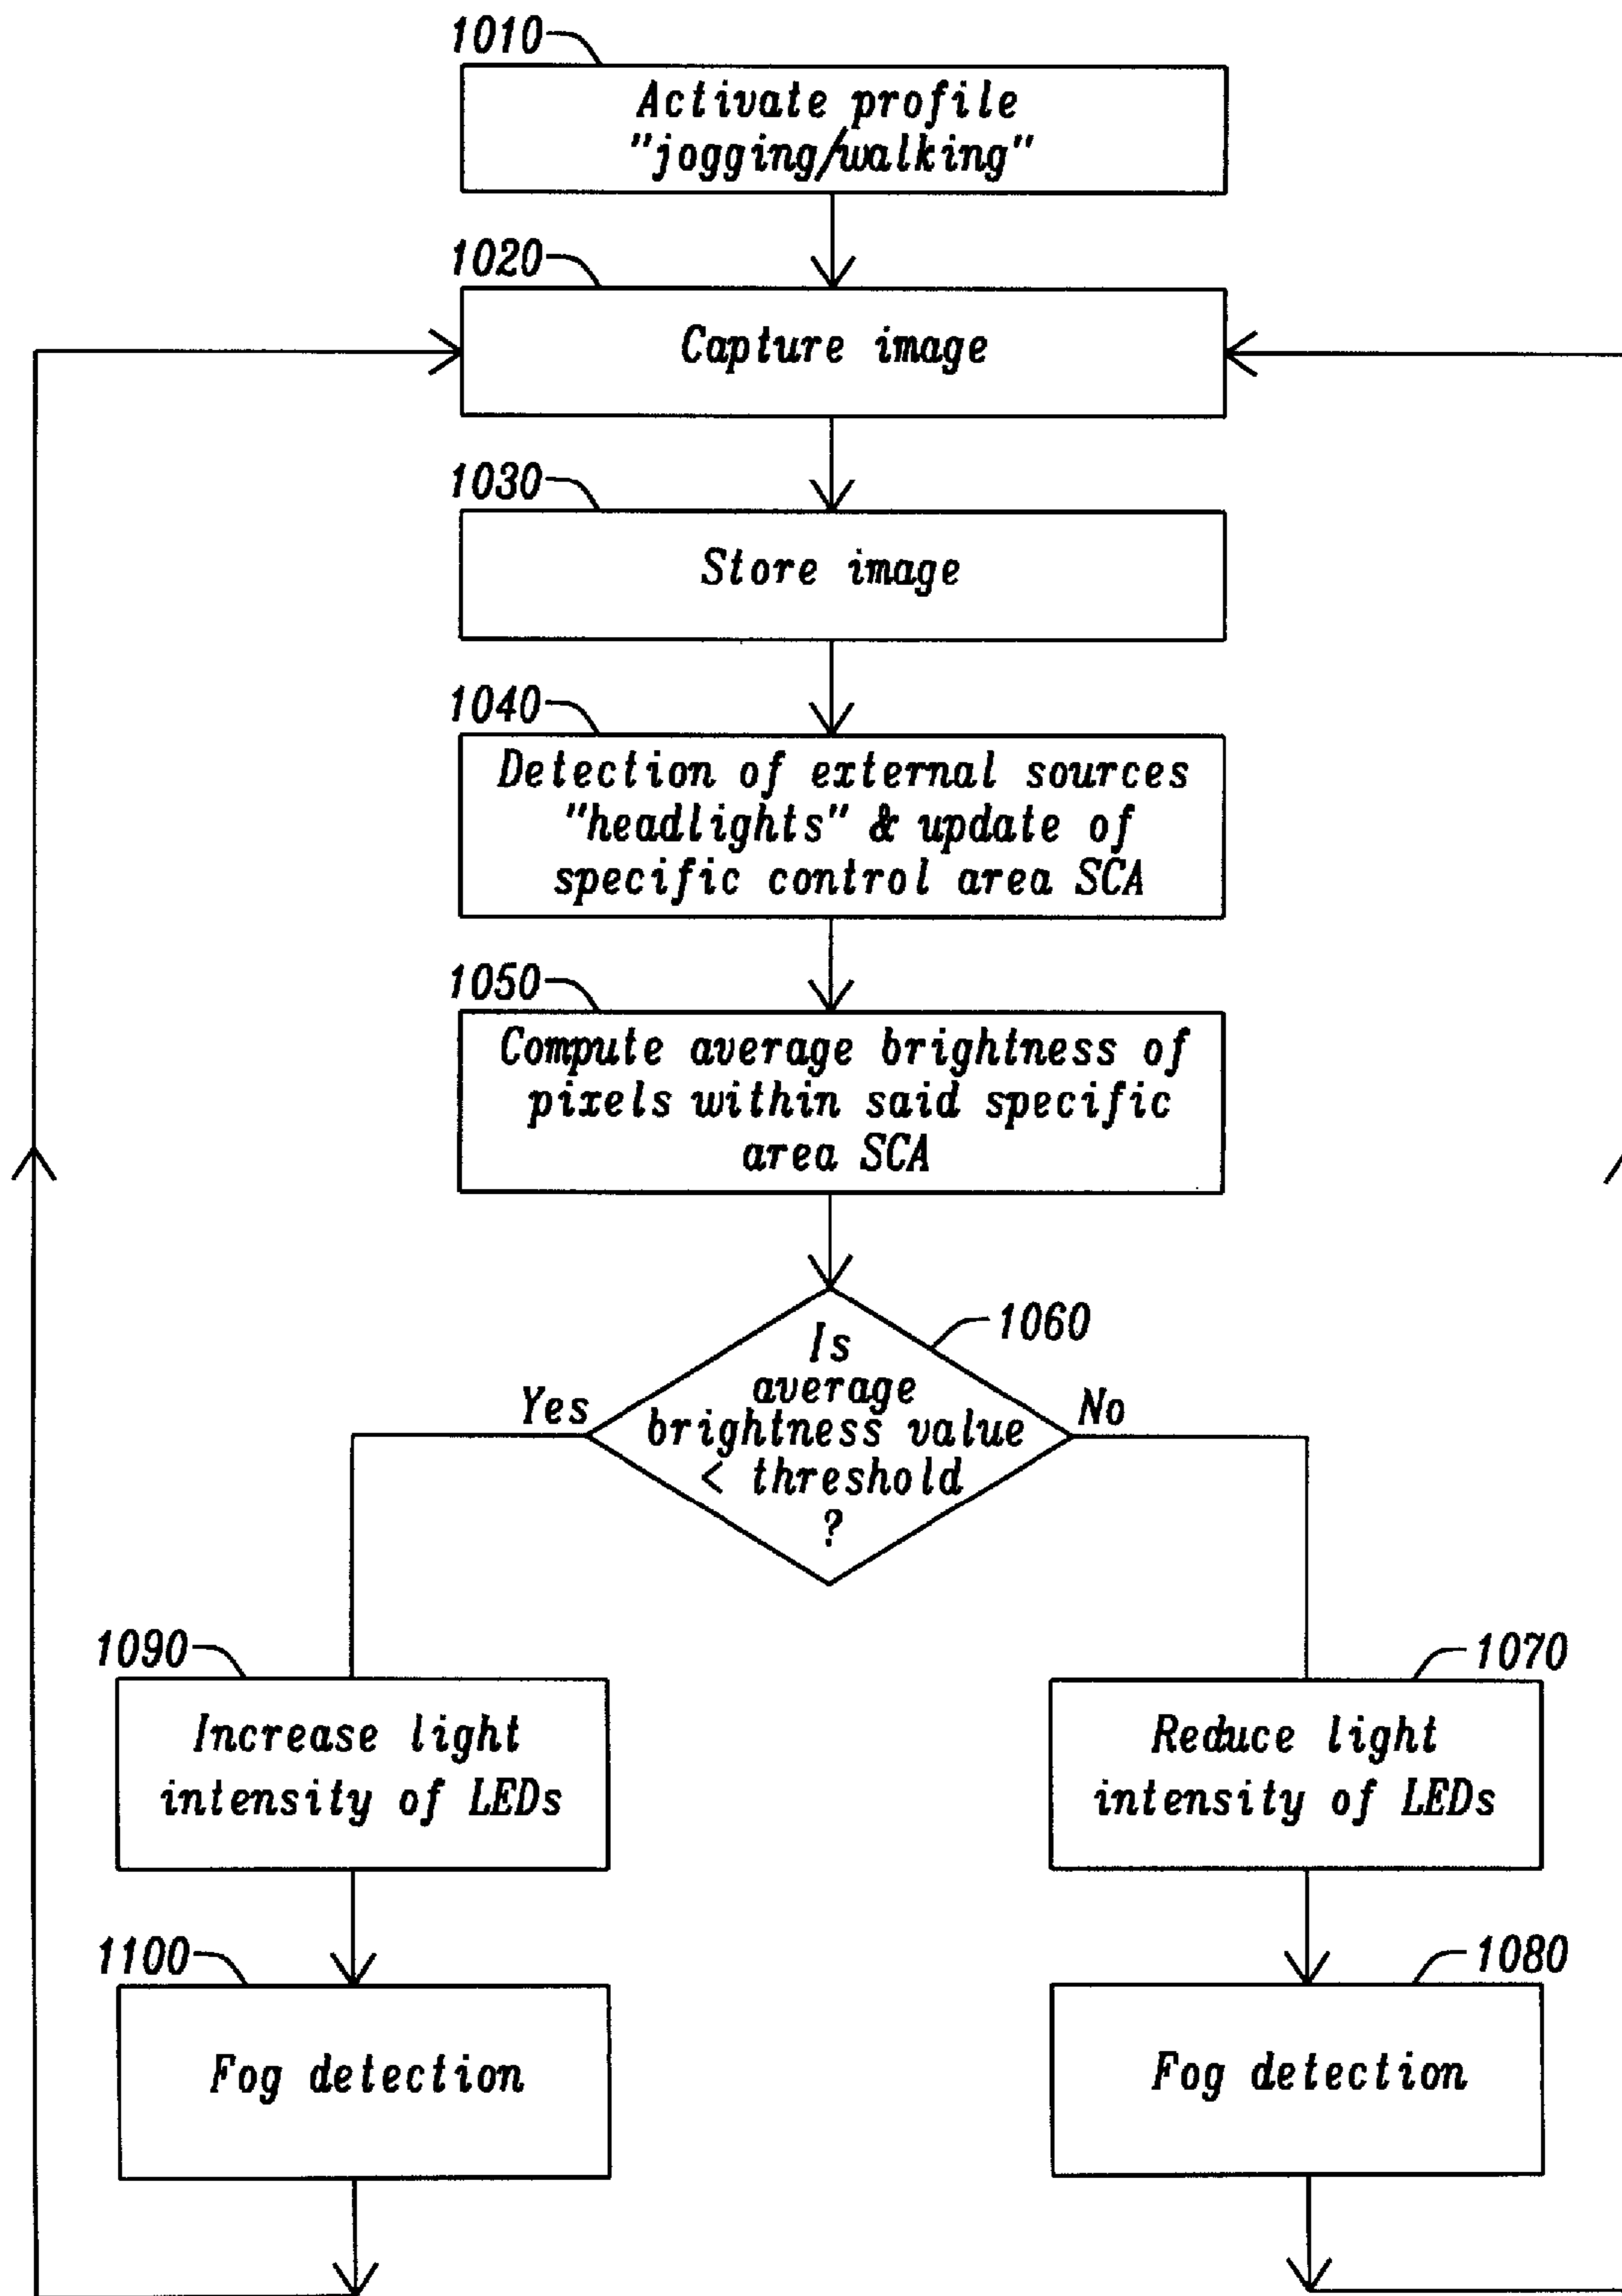 1010
Activate profile
"jogging/walking"
1020
Capture image
1030
Store image
1040
Detection of external sources
"headlights" & update of
specific control area SCA
1050
Compute average brightness of
pixels within said specific
area SCA
1060
Is
average
brightness value
< threshold
?
Yes
No
1090
Increase light
intensity of LEDs
1070
Reduce light
intensity of LEDs
1100
Fog detection
1080
Fog detection